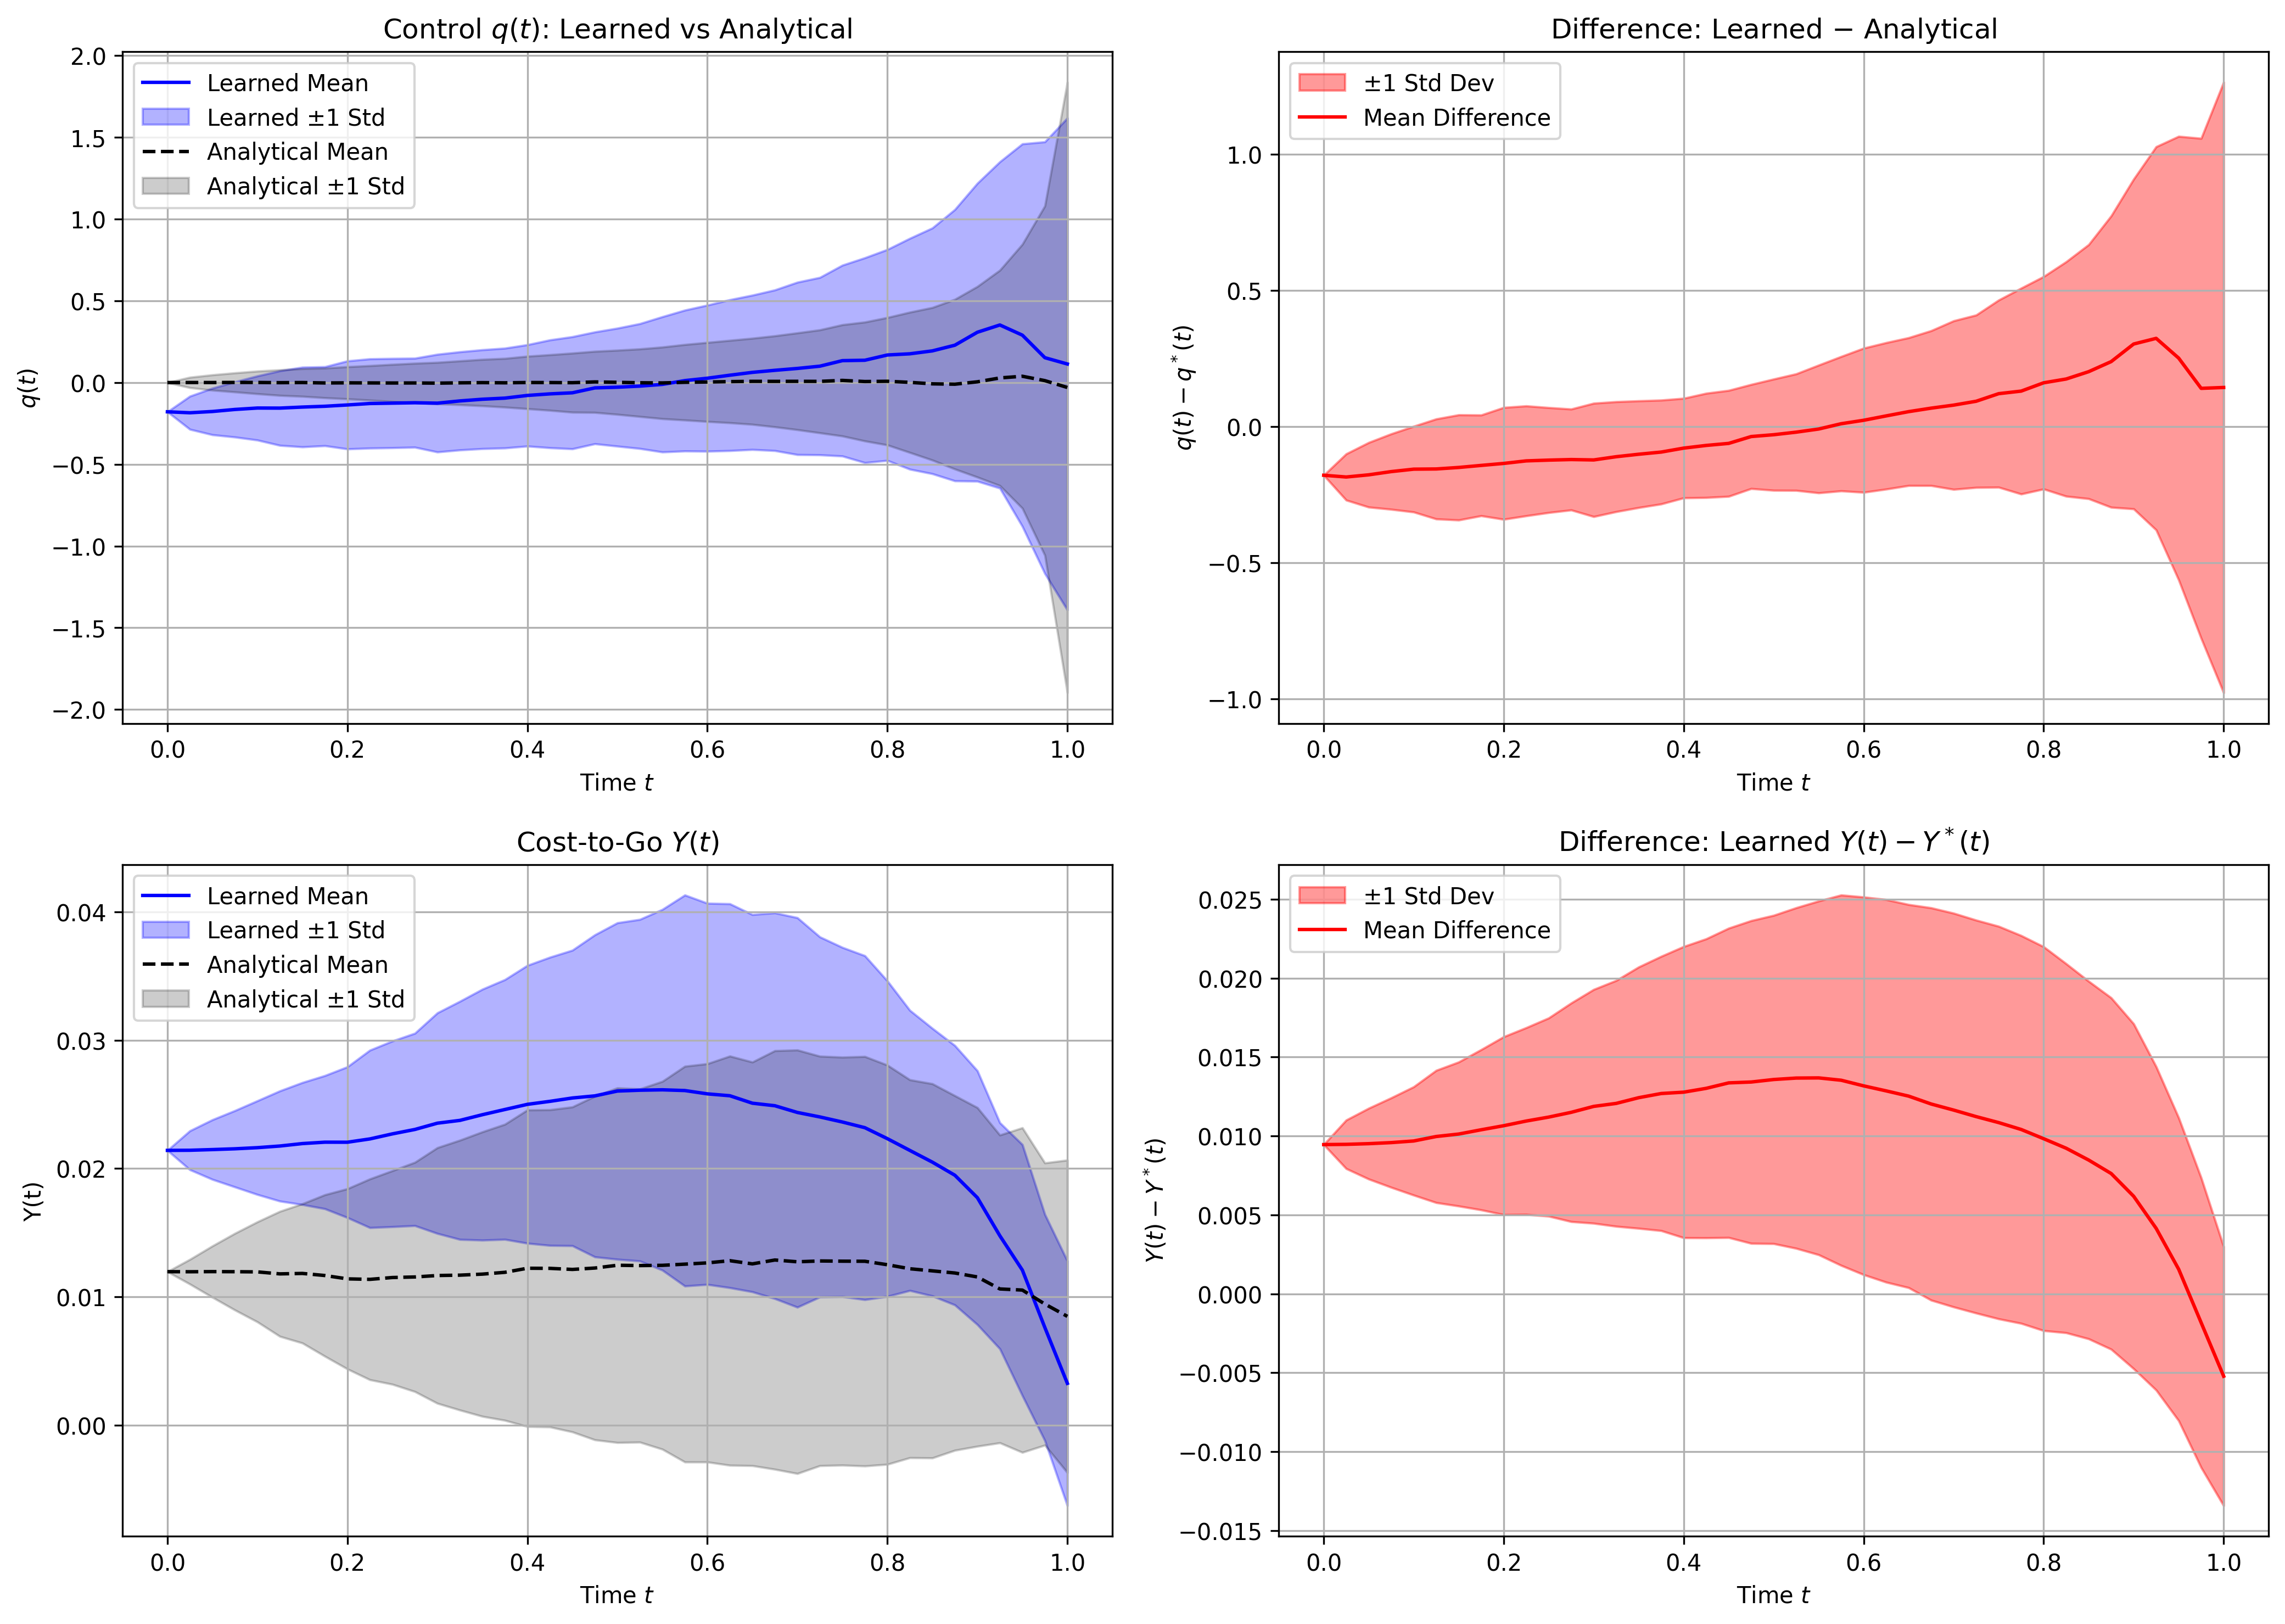 Control q(t): Learned vs Analytical
Learned Mean
Learned ±1 Std
Analytical Mean
Analytical ±1 Std
2.0
1.5
1.0
0.5
0.0
−0.5
−1.0
−1.5
−2.0
q(t)
0.0 0.2 0.4 0.6 0.8 1.0
Time t
Difference: Learned − Analytical
±1 Std Dev
Mean Difference
1.0
0.5
0.0
−0.5
−1.0
q(t) − q*(t)
0.0 0.2 0.4 0.6 0.8 1.0
Time t
Cost-to-Go Y(t)
Learned Mean
Learned ±1 Std
Analytical Mean
Analytical ±1 Std
0.04
0.03
0.02
0.01
0.00
Y(t)
0.0 0.2 0.4 0.6 0.8 1.0
Time t
Difference: Learned Y(t) − Y*(t)
±1 Std Dev
Mean Difference
0.025
0.020
0.015
0.010
0.005
0.000
−0.005
−0.010
−0.015
Y(t) − Y*(t)
0.0 0.2 0.4 0.6 0.8 1.0
Time t